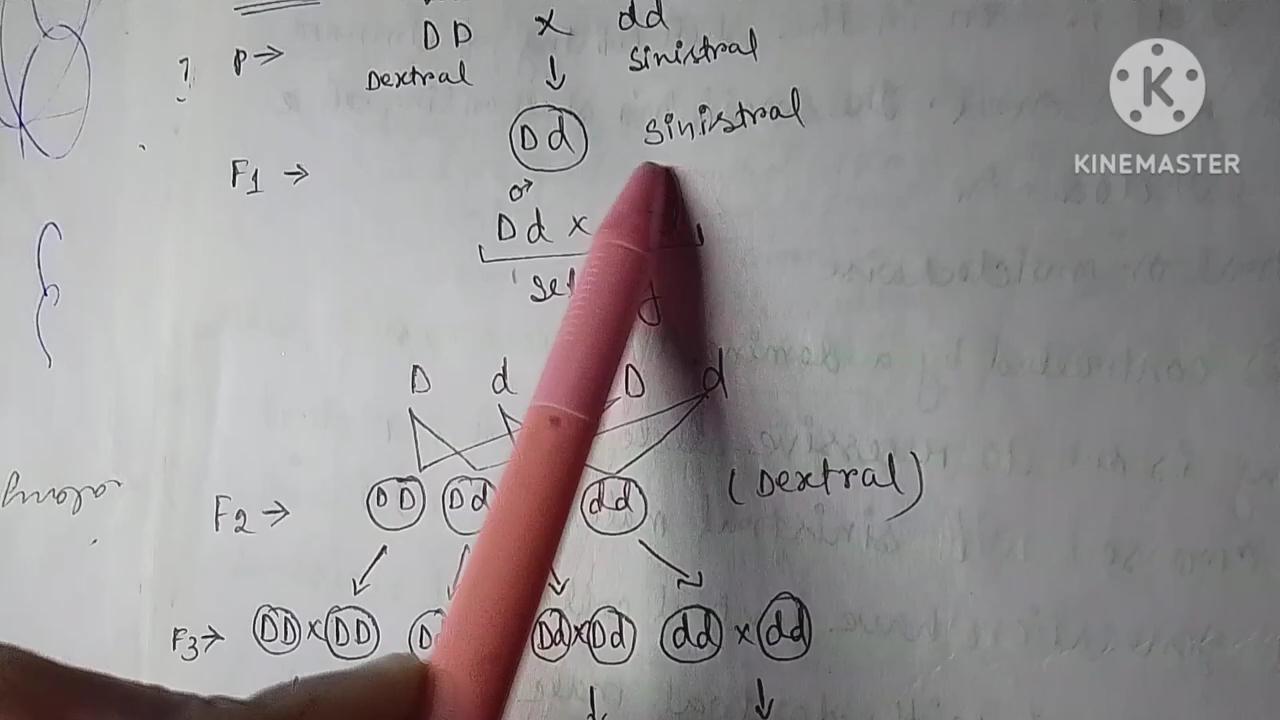 DD x dd
P→ Dextral ↓ sinistral
Dd sinistral
F1 →
♂
Dd x
D d D d
F2 → DD Dd dd (Dextral)
F3→ DD x DD Dd x Dd dd x dd
K
KINEMASTER